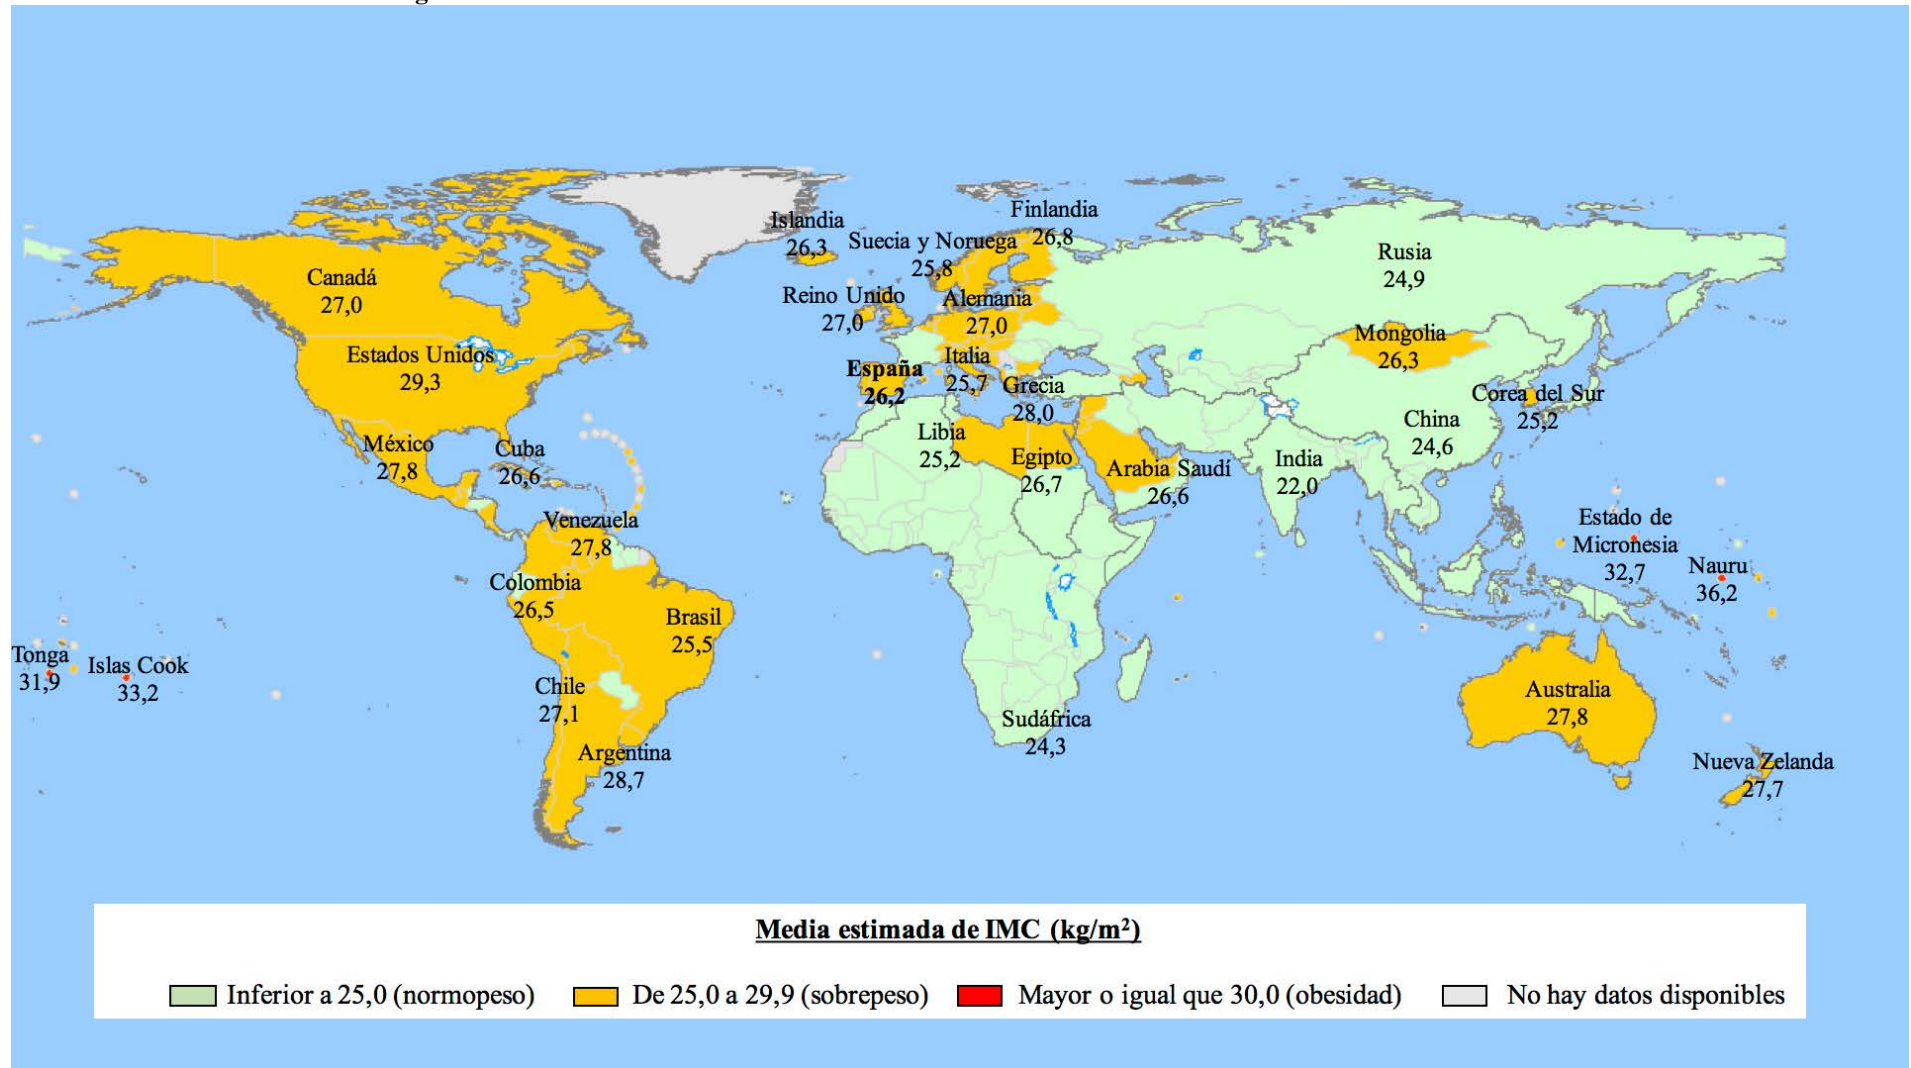 Islandia
26,3
Finlandia
26,8
Suecia y Noruega
25,8
Rusia
24,9
Canadá
27,0
Reino Unido
27,0
Alemania
27,0
Mongolia
26,3
Estados Unidos
29,3
España
26,2
Italia
25,7
Grecia
28,0
Corea del Sur
25,2
China
24,6
México
27,8
Cuba
26,6
Libia
25,2
Egipto
26,7
Arabia Saudí
26,6
India
22,0
Venezuela
27,8
Estado de
Micronesia
32,7
Nauru
36,2
Colombia
26,5
Brasil
25,5
Tonga
31,9
Islas Cook
33,2
Chile
27,1
Sudáfrica
24,3
Australia
27,8
Argentina
28,7
Nueva Zelanda
27,7
Media estimada de IMC (kg/m²)
Inferior a 25,0 (normopeso)
De 25,0 a 29,9 (sobrepeso)
Mayor o igual que 30,0 (obesidad)
No hay datos disponibles